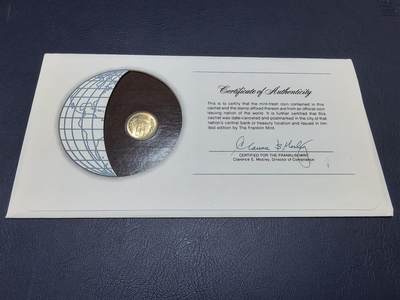 Certificate of Authenticity
This is to certify that the mint-fresh coin contained in this
cachet and the stamp affixed thereon are from an official coin
issuing nation of the world. It is further certified that this
cachet was date-cancelled and postmarked in the city of that
nation's central bank or treasury location and issued in lim-
ited edition by The Franklin Mint.
CERTIFIED FOR THE FRANKLIN MINT
Clarence E. Mosley, Director of Coronation